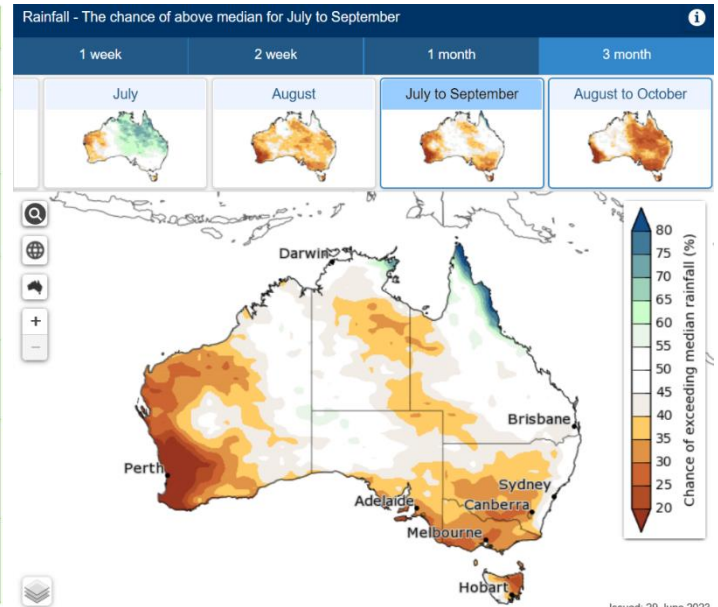 Rainfall - The chance of above median for July to September
i
1 week
2 week
1 month
3 month
July
August
July to September
August to October
Darwin
Brisbane
Perth
Sydney
Adelaide
Canberra
Melbourne
Hobart
+
−
80
75
70
65
60
55
50
45
40
35
30
25
20
Chance of exceeding median rainfall (%)